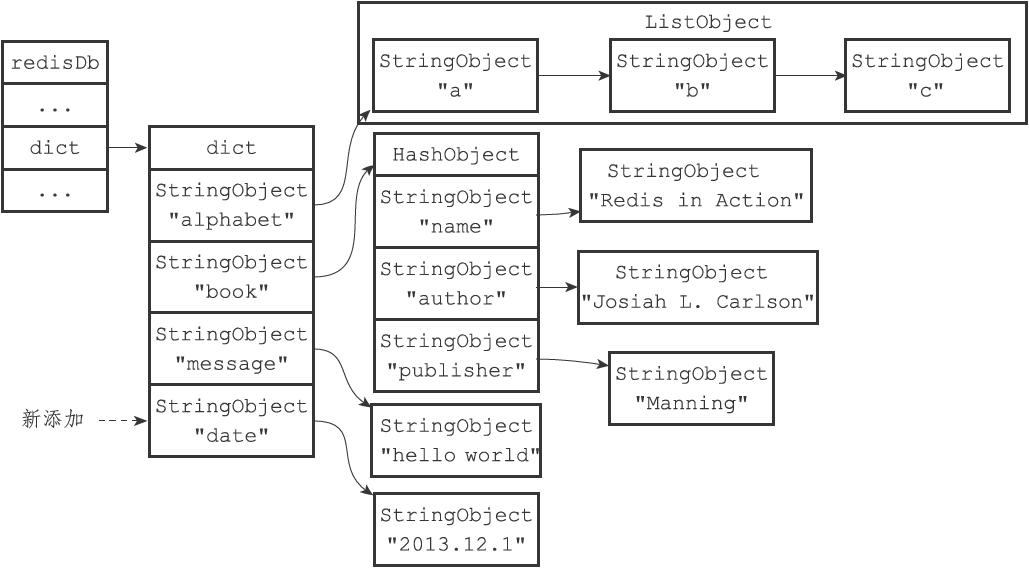 redisDb
...
dict
...
dict
StringObject
"alphabet"
StringObject
"book"
StringObject
"message"
StringObject
"date"
新添加
ListObject
StringObject
"a"
StringObject
"b"
StringObject
"c"
HashObject
StringObject
"name"
StringObject
"author"
StringObject
"publisher"
StringObject
"Redis in Action"
StringObject
"Josiah L. Carlson"
StringObject
"Manning"
StringObject
"hello world"
StringObject
"2013.12.1"